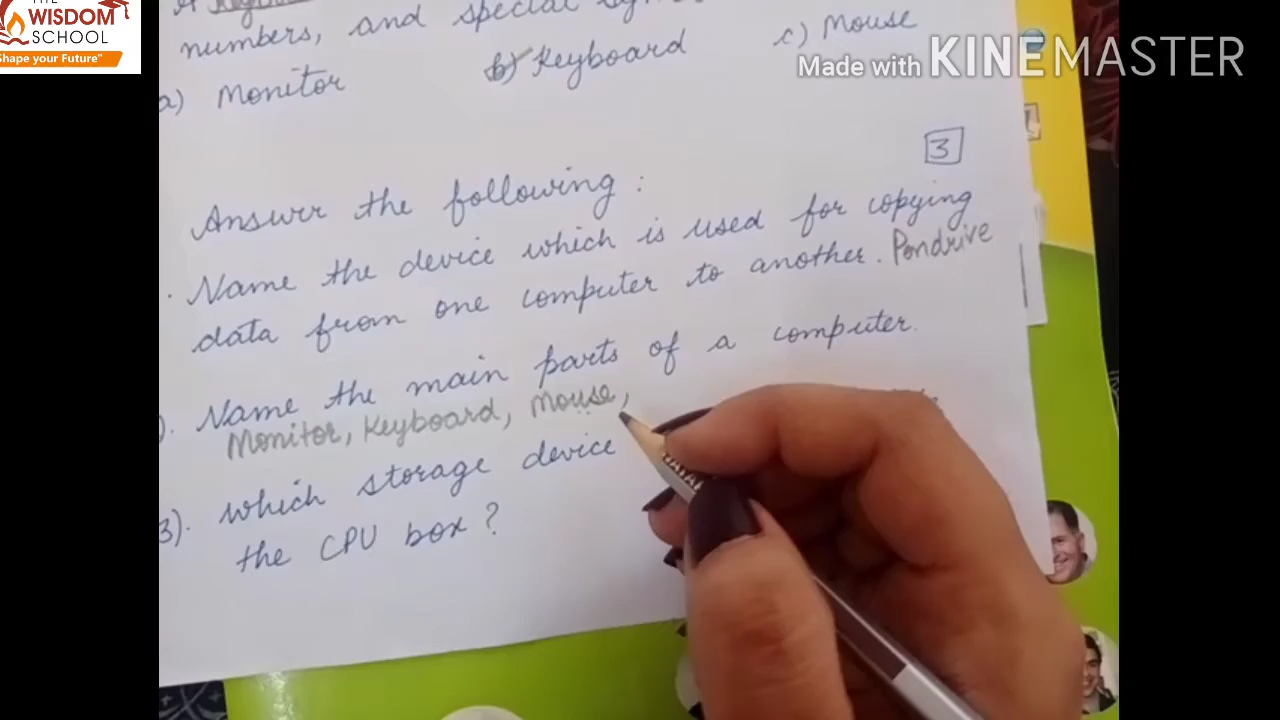 THE
WISDOM
SCHOOL
Shape your Future"
Made with KINEMASTER
numbers, and special
a) Monitor b) Keyboard c) Mouse
3
Answer the following :
Name the device which is used for copying
data from one computer to another. Pendrive
Name the main parts of a computer.
Monitor, Keyboard, Mouse,
3). which storage device
the CPU box ?